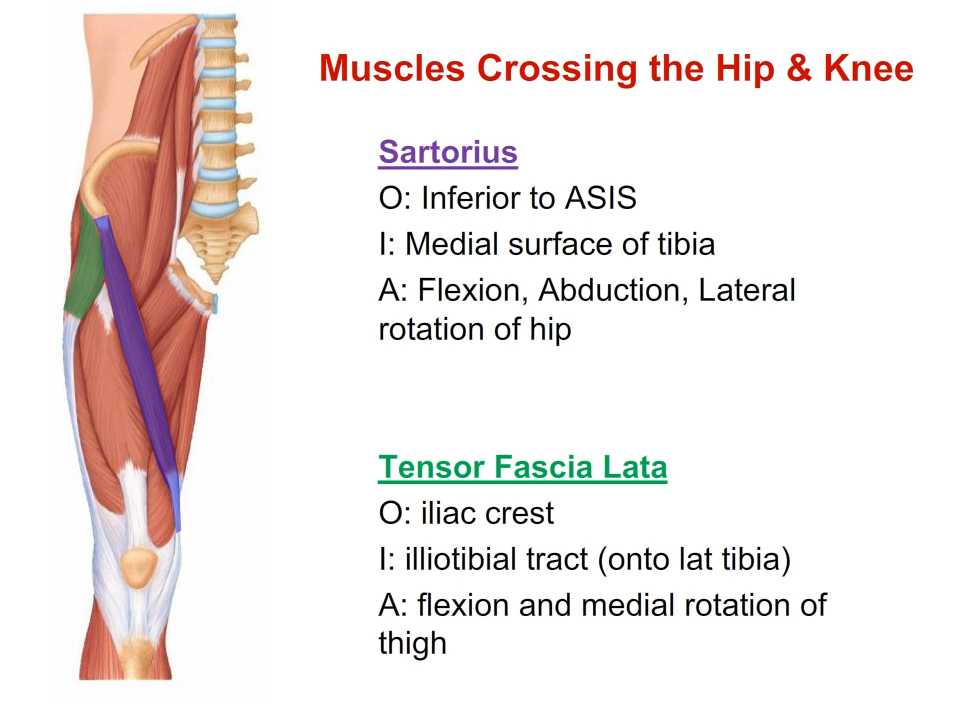 Muscles Crossing the Hip & Knee
Sartorius
O: Inferior to ASIS
I: Medial surface of tibia
A: Flexion, Abduction, Lateral
rotation of hip
Tensor Fascia Lata
O: iliac crest
I: illiotibial tract (onto lat tibia)
A: flexion and medial rotation of
thigh